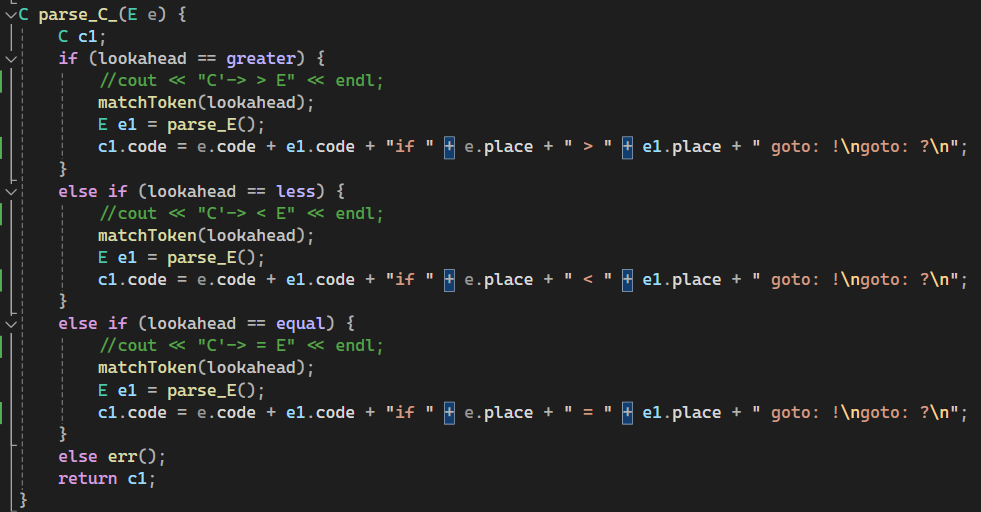 C parse_C_(E e) {
    C c1;
    if (lookahead == greater) {
        //cout << "C'-> > E" << endl;
        matchToken(lookahead);
        E e1 = parse_E();
        c1.code = e.code + e1.code + "if " + e.place + " > " + e1.place + " goto: !\ngoto: ?\n";
    }
    else if (lookahead == less) {
        //cout << "C'-> < E" << endl;
        matchToken(lookahead);
        E e1 = parse_E();
        c1.code = e.code + e1.code + "if " + e.place + " < " + e1.place + " goto: !\ngoto: ?\n";
    }
    else if (lookahead == equal) {
        //cout << "C'-> = E" << endl;
        matchToken(lookahead);
        E e1 = parse_E();
        c1.code = e.code + e1.code + "if " + e.place + " = " + e1.place + " goto: !\ngoto: ?\n";
    }
    else err();
    return c1;
}